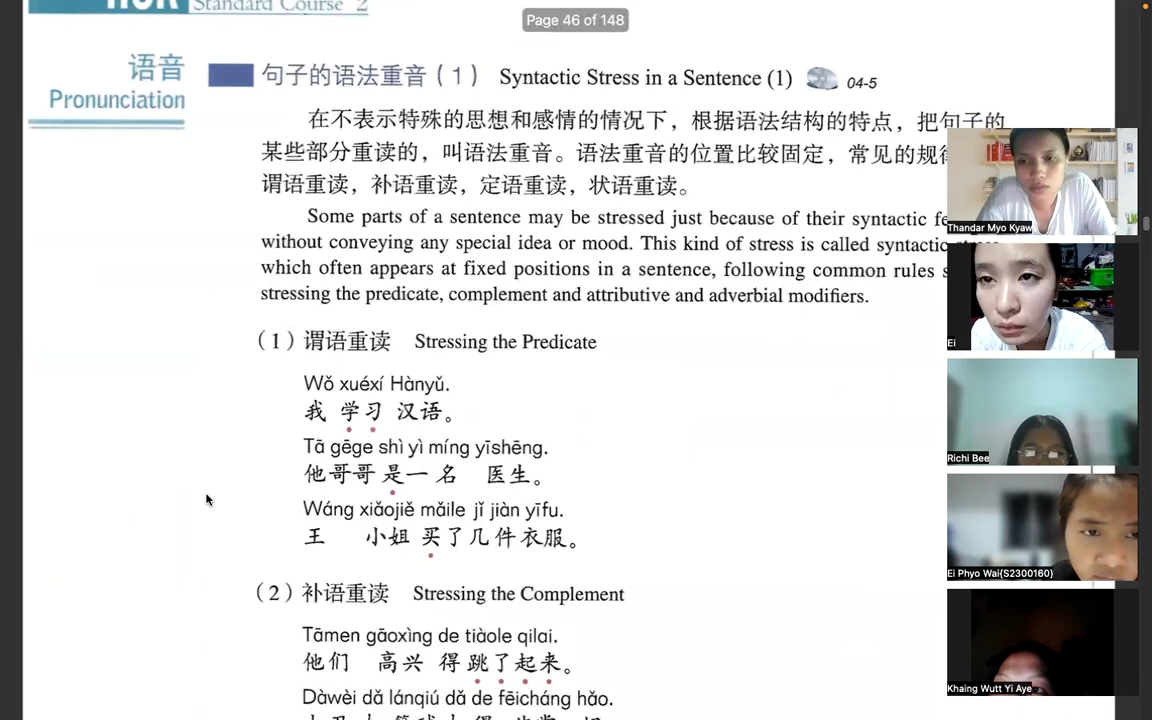 HSK Standard Course 2
Page 46 of 148
语音
Pronunciation
句子的语法重音（1） Syntactic Stress in a Sentence (1) 04-5
在不表示特殊的思想和感情的情况下，根据语法结构的特点，把句子的
某些部分重读的，叫语法重音。语法重音的位置比较固定，常见的规
谓语重读，补语重读，定语重读，状语重读。
Some parts of a sentence may be stressed just because of their syntactic
without conveying any special idea or mood. This kind of stress is called syntactic
which often appears at fixed positions in a sentence, following common rules
stressing the predicate, complement and attributive and adverbial modifiers.
（1）谓语重读 Stressing the Predicate
Wǒ xuéxí Hànyǔ.
我 学习 汉语。
Tā gēge shì yì míng yīshēng.
他哥哥是一名 医生。
Wáng xiǎojiě mǎile jǐ jiàn yīfu.
王 小姐 买了几件衣服。
（2）补语重读 Stressing the Complement
Tāmen gāoxìng de tiàole qilai.
他们 高兴 得跳了起来。
Dàwèi dǎ lánqiú dǎ de fēicháng hǎo.
Thandar Myo Kyaw
Ei
Richi Bee
Ei Phyo Wai{S2300160}
Khaing Wutt Yi Aye